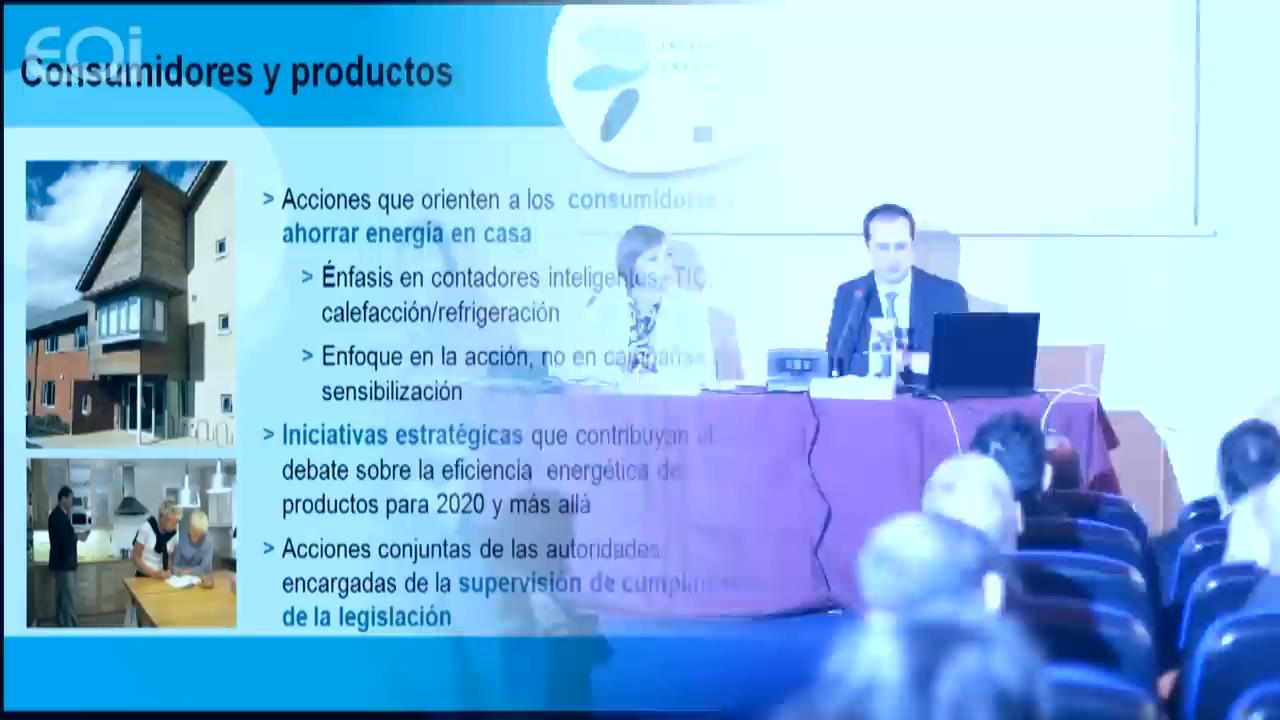 EOi
Consumidores y productos
> Acciones que orienten a los consumidores
ahorrar energía en casa
> Énfasis en contadores inteligentes, TIC,
calefacción/refrigeración
> Enfoque en la acción, no en campañas
sensibilización
> Iniciativas estratégicas que contribuyan al
debate sobre la eficiencia energética de
productos para 2020 y más allá
> Acciones conjuntas de las autoridades
encargadas de la supervisión de
de la legislación